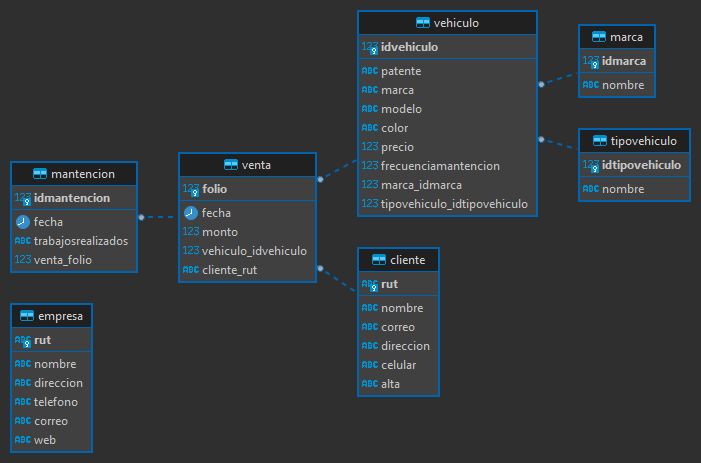 vehiculo
123 idvehiculo
ABC patente
ABC marca
ABC modelo
ABC color
123 precio
123 frecuenciamantencion
123 marca_idmarca
123 tipovehiculo_idtipovehiculo
marca
123 idmarca
ABC nombre
tipovehiculo
123 idtipovehiculo
ABC nombre
mantencion
123 idmantencion
fecha
ABC trabajosrealizados
123 venta_folio
venta
123 folio
fecha
123 monto
123 vehiculo_idvehiculo
ABC cliente_rut
cliente
ABC rut
ABC nombre
ABC correo
ABC direccion
ABC celular
ABC alta
empresa
ABC rut
ABC nombre
ABC direccion
ABC telefono
ABC correo
ABC web